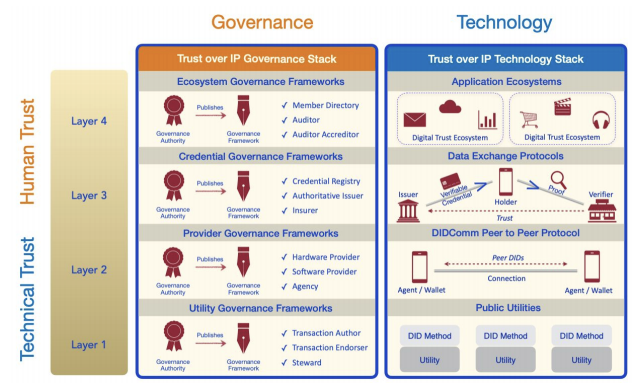 Governance
Technology
Human Trust
Technical Trust
Layer 4
Layer 3
Layer 2
Layer 1
Trust over IP Governance Stack
Ecosystem Governance Frameworks
Publishes
Governance
Authority
Governance
Framework
✓ Member Directory
✓ Auditor
✓ Auditor Accreditor
Credential Governance Frameworks
Publishes
Governance
Authority
Governance
Framework
✓ Credential Registry
✓ Authoritative Issuer
✓ Insurer
Provider Governance Frameworks
Publishes
Governance
Authority
Governance
Framework
✓ Hardware Provider
✓ Software Provider
✓ Agency
Utility Governance Frameworks
Publishes
Governance
Authority
Governance
Framework
✓ Transaction Author
✓ Transaction Endorser
✓ Steward
Trust over IP Technology Stack
Application Ecosystems
Digital Trust Ecosystem
Digital Trust Ecosystem
Data Exchange Protocols
Issuer
Verifiable
Credential
Holder
Proof
Verifier
Trust
DIDComm Peer to Peer Protocol
Peer DIDs
Connection
Agent / Wallet
Agent / Wallet
Public Utilities
DID Method
DID Method
DID Method
Utility
Utility
Utility